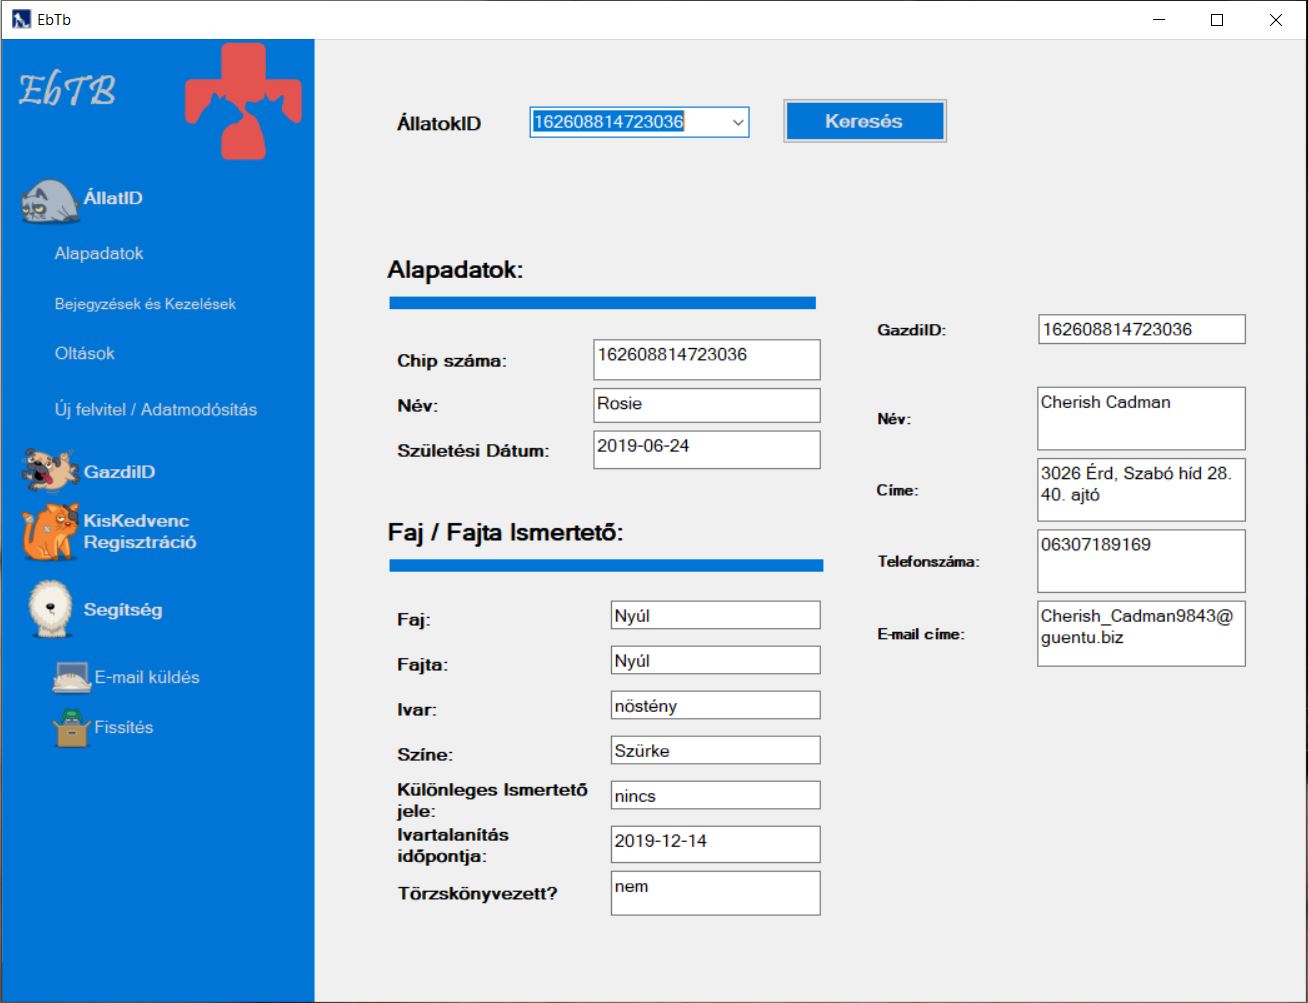 EbTb
EbTB
ÁllatID
Alapadatok
Bejegyzések és Kezelések
Oltások
Új felvitel / Adatmodósítás
GazdiID
KisKedvenc
Regisztráció
Segítség
E-mail küldés
Fissítés
ÁllatokID
162608814723036
Keresés
Alapadatok:
Chip száma:
162608814723036
Név:
Rosie
Születési Dátum:
2019-06-24
Faj / Fajta Ismertető:
Faj:
Nyúl
Fajta:
Nyúl
Ivar:
nöstény
Színe:
Szürke
Különleges Ismertető
jele:
nincs
Ivartalanítás
időpontja:
2019-12-14
Törzskönyvezett?
nem
GazdiID:
162608814723036
Név:
Cherish Cadman
Címe:
3026 Érd, Szabó híd 28.
40. ajtó
Telefonszáma:
06307189169
E-mail címe:
Cherish_Cadman9843@
guentu.biz